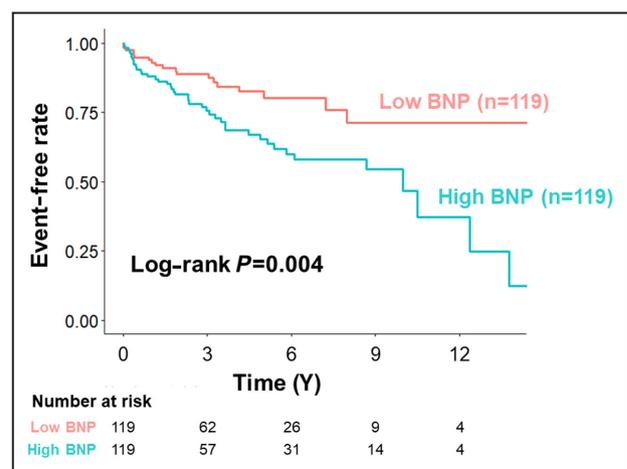 1.00
0.75
0.50
0.25
0.00
Event-free rate
Low BNP (n=119)
High BNP (n=119)
Log-rank P=0.004
0 3 6 9 12
Time (Y)
Number at risk
Low BNP 119 62 26 9 4
High BNP 119 57 31 14 4